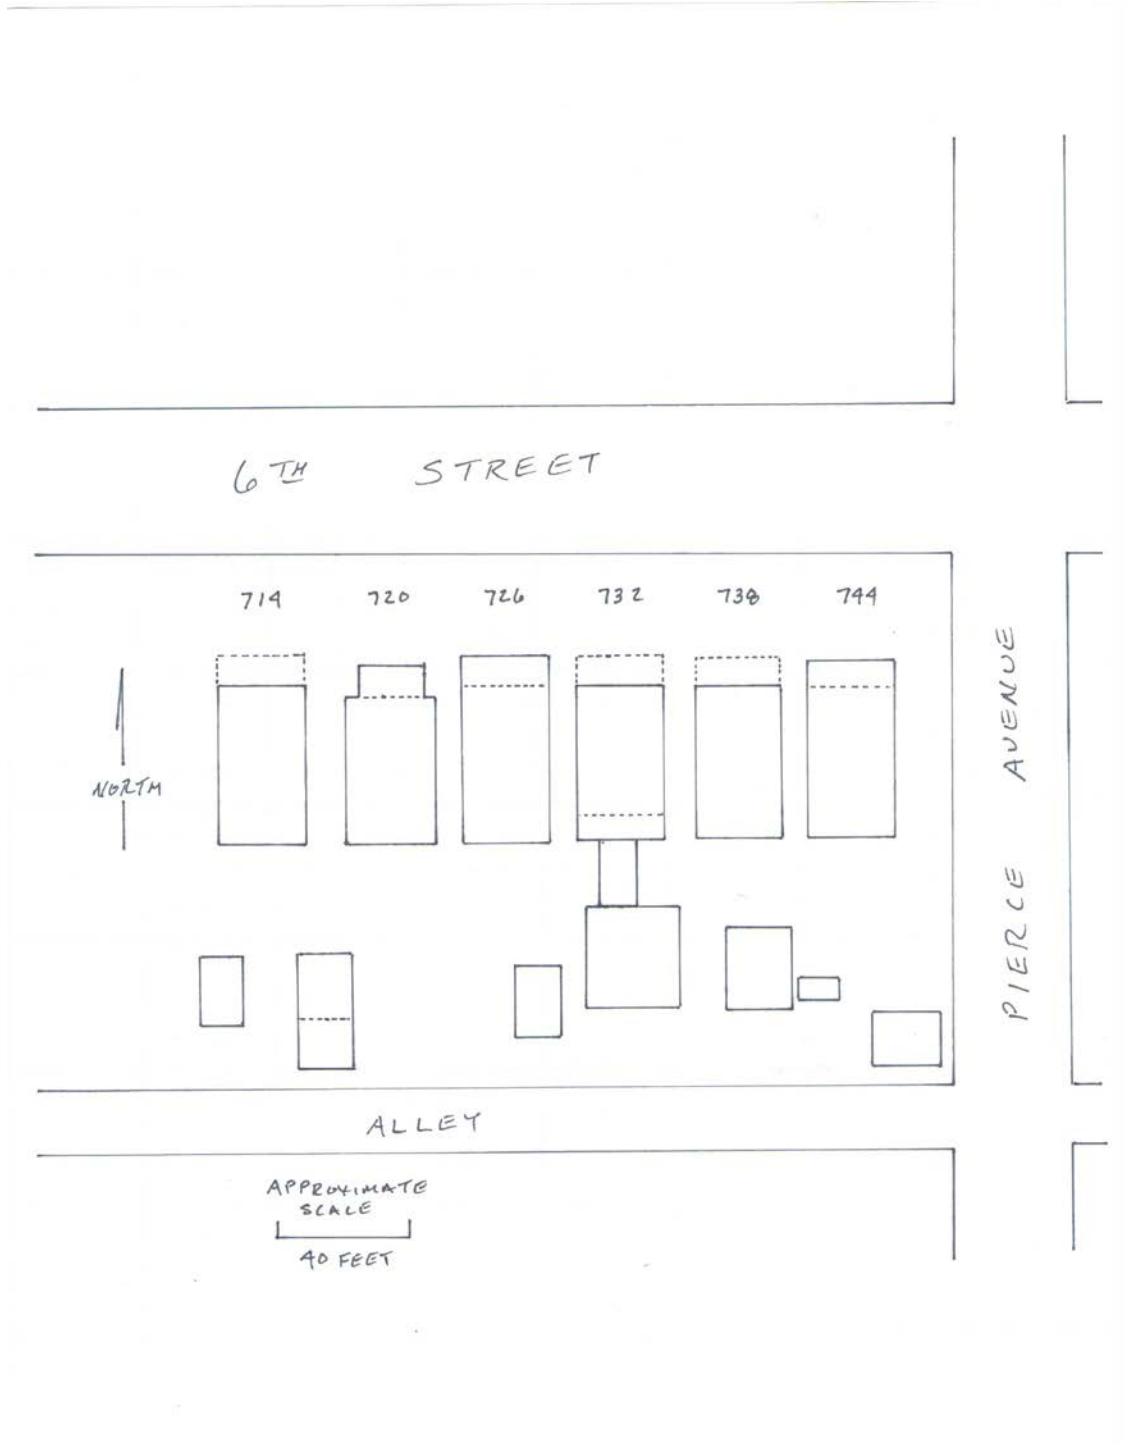 6TH STREET
714 720 726 732 738 744
NORTH
PIERCE AVENUE
ALLEY
APPROXIMATE
SCALE
40 FEET